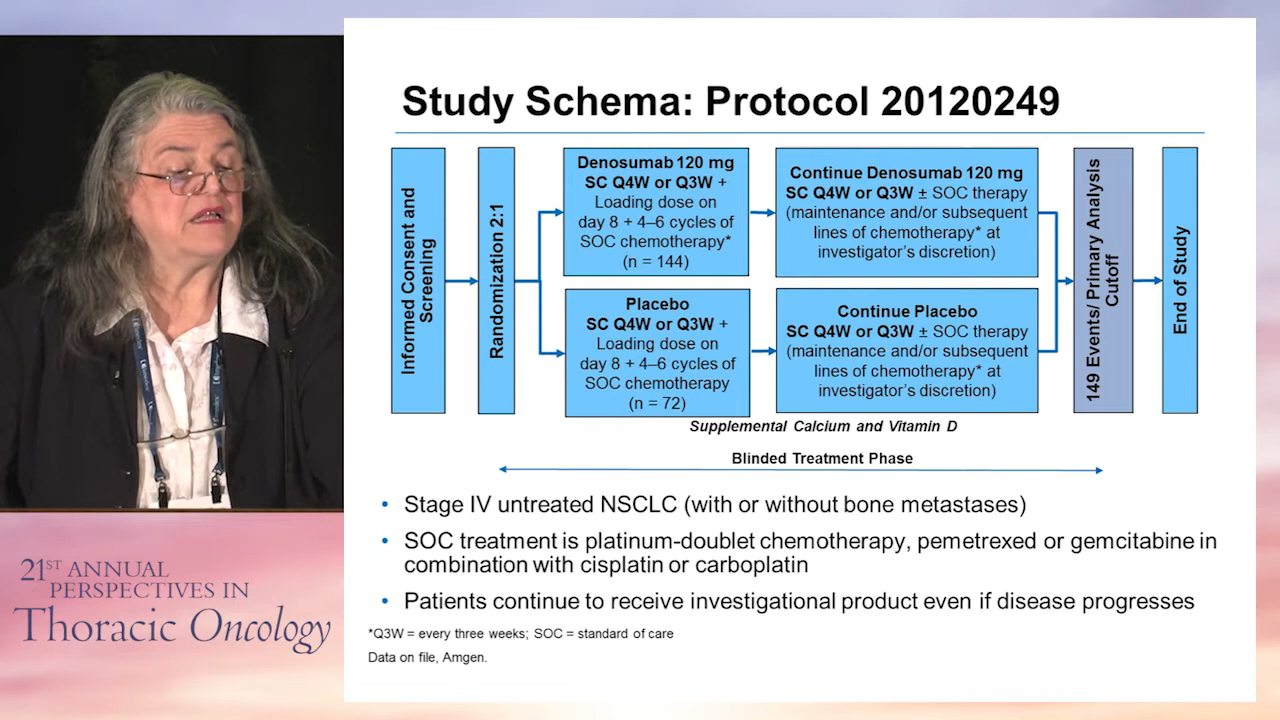 Study Schema: Protocol 20120249
Informed Consent and
Screening
Randomization 2:1
Denosumab 120 mg
SC Q4W or Q3W +
Loading dose on
day 8 + 4–6 cycles of
SOC chemotherapy*
(n = 144)
Continue Denosumab 120 mg
SC Q4W or Q3W ± SOC therapy
(maintenance and/or subsequent
lines of chemotherapy* at
investigator's discretion)
Placebo
SC Q4W or Q3W +
Loading dose on
day 8 + 4–6 cycles of
SOC chemotherapy
(n = 72)
Continue Placebo
SC Q4W or Q3W ± SOC therapy
(maintenance and/or subsequent
lines of chemotherapy* at
investigator's discretion)
149 Events/ Primary Analysis
Cutoff
End of Study
Supplemental Calcium and Vitamin D
Blinded Treatment Phase
• Stage IV untreated NSCLC (with or without bone metastases)
• SOC treatment is platinum-doublet chemotherapy, pemetrexed or gemcitabine in
combination with cisplatin or carboplatin
• Patients continue to receive investigational product even if disease progresses
*Q3W = every three weeks; SOC = standard of care
Data on file, Amgen.
21ST ANNUAL
PERSPECTIVES IN
Thoracic Oncology